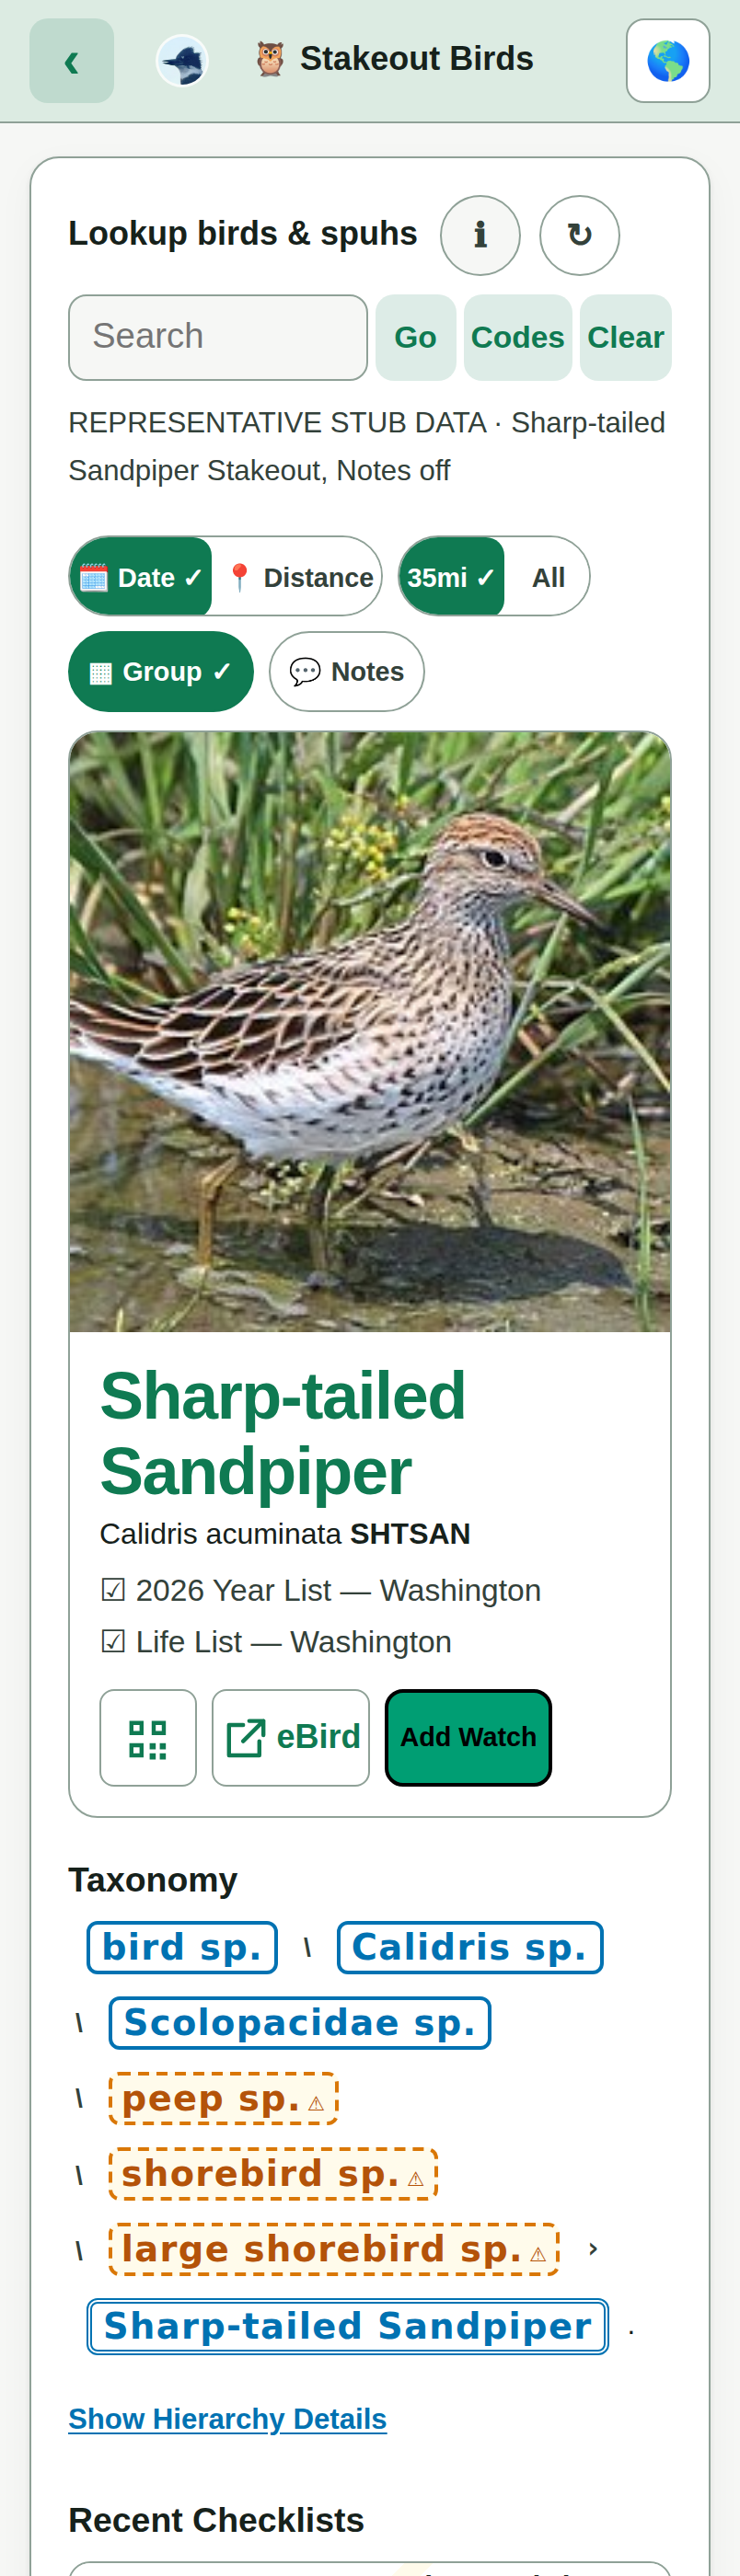 ‹ 🦉 Stakeout Birds 🌎
Lookup birds & spuhs ℹ ↻
Search Go Codes Clear
REPRESENTATIVE STUB DATA · Sharp-tailed
Sandpiper Stakeout, Notes off
🗓️ Date ✓ 📍 Distance 35mi ✓ All
▦ Group ✓ 💬 Notes
Sharp-tailed
Sandpiper
Calidris acuminata SHTSAN
☑ 2026 Year List — Washington
☑ Life List — Washington
eBird Add Watch
Taxonomy
bird sp. \ Calidris sp.
\ Scolopacidae sp.
\ peep sp. ⚠
\ shorebird sp. ⚠
\ large shorebird sp. ⚠ ›
Sharp-tailed Sandpiper .
Show Hierarchy Details
Recent Checklists